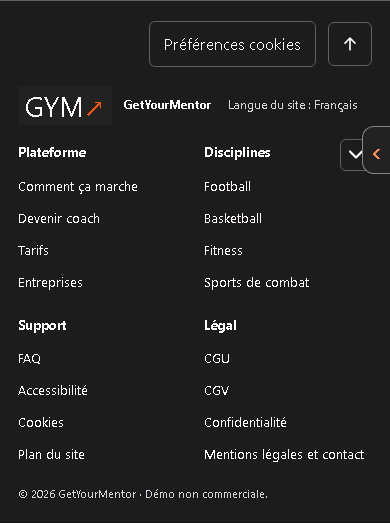 Préférences cookies
GYM GetYourMentor Langue du site : Français
Plateforme
Comment ça marche
Devenir coach
Tarifs
Entreprises
Disciplines
Football
Basketball
Fitness
Sports de combat
Support
FAQ
Accessibilité
Cookies
Plan du site
Légal
CGU
CGV
Confidentialité
Mentions légales et contact
© 2026 GetYourMentor · Démo non commerciale.